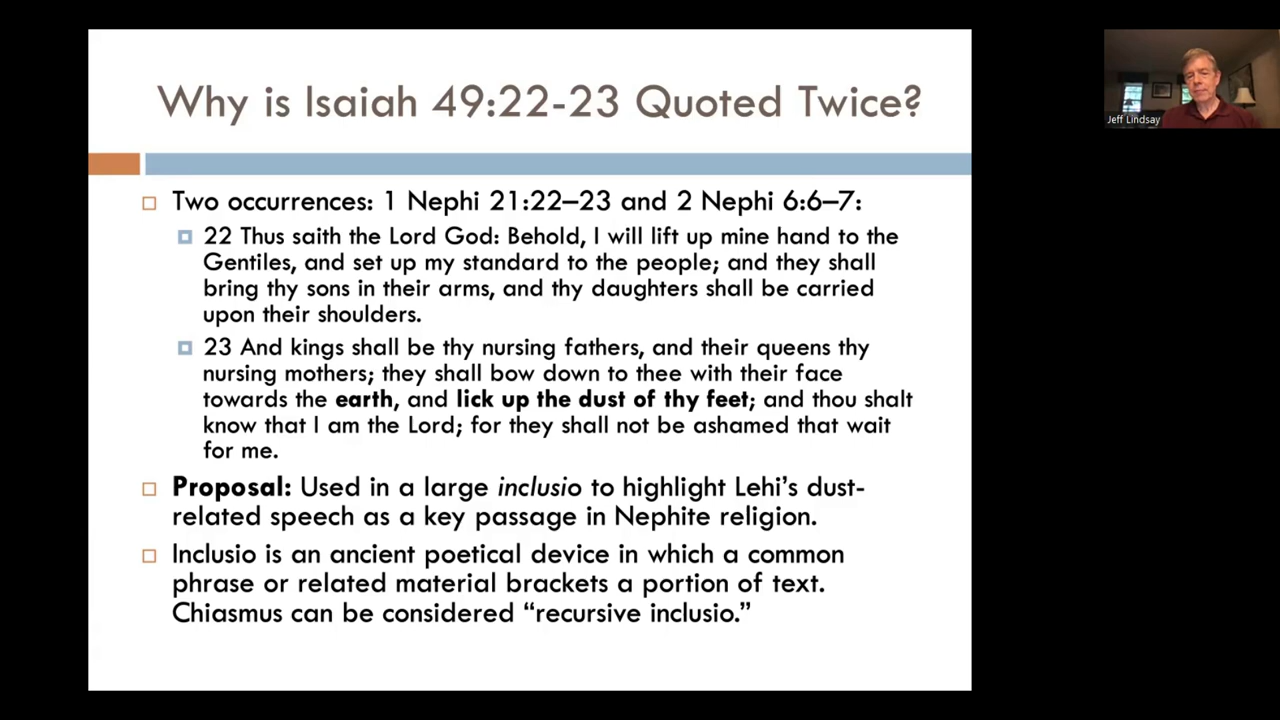 Why is Isaiah 49:22-23 Quoted Twice?
Two occurrences: 1 Nephi 21:22–23 and 2 Nephi 6:6–7:
22 Thus saith the Lord God: Behold, I will lift up mine hand to the
Gentiles, and set up my standard to the people; and they shall
bring thy sons in their arms, and thy daughters shall be carried
upon their shoulders.
23 And kings shall be thy nursing fathers, and their queens thy
nursing mothers; they shall bow down to thee with their face
towards the earth, and lick up the dust of thy feet; and thou shalt
know that I am the Lord; for they shall not be ashamed that wait
for me.
Proposal: Used in a large inclusio to highlight Lehi’s dust-
related speech as a key passage in Nephite religion.
Inclusio is an ancient poetical device in which a common
phrase or related material brackets a portion of text.
Chiasmus can be considered “recursive inclusio.”
Jeff Lindsay